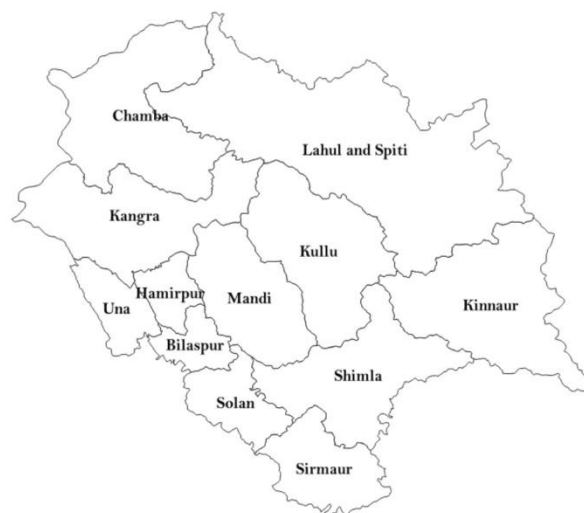 Chamba
Lahul and Spiti
Kangra
Kullu
Hamirpur
Mandi
Una
Kinnaur
Bilaspur
Shimla
Solan
Sirmaur